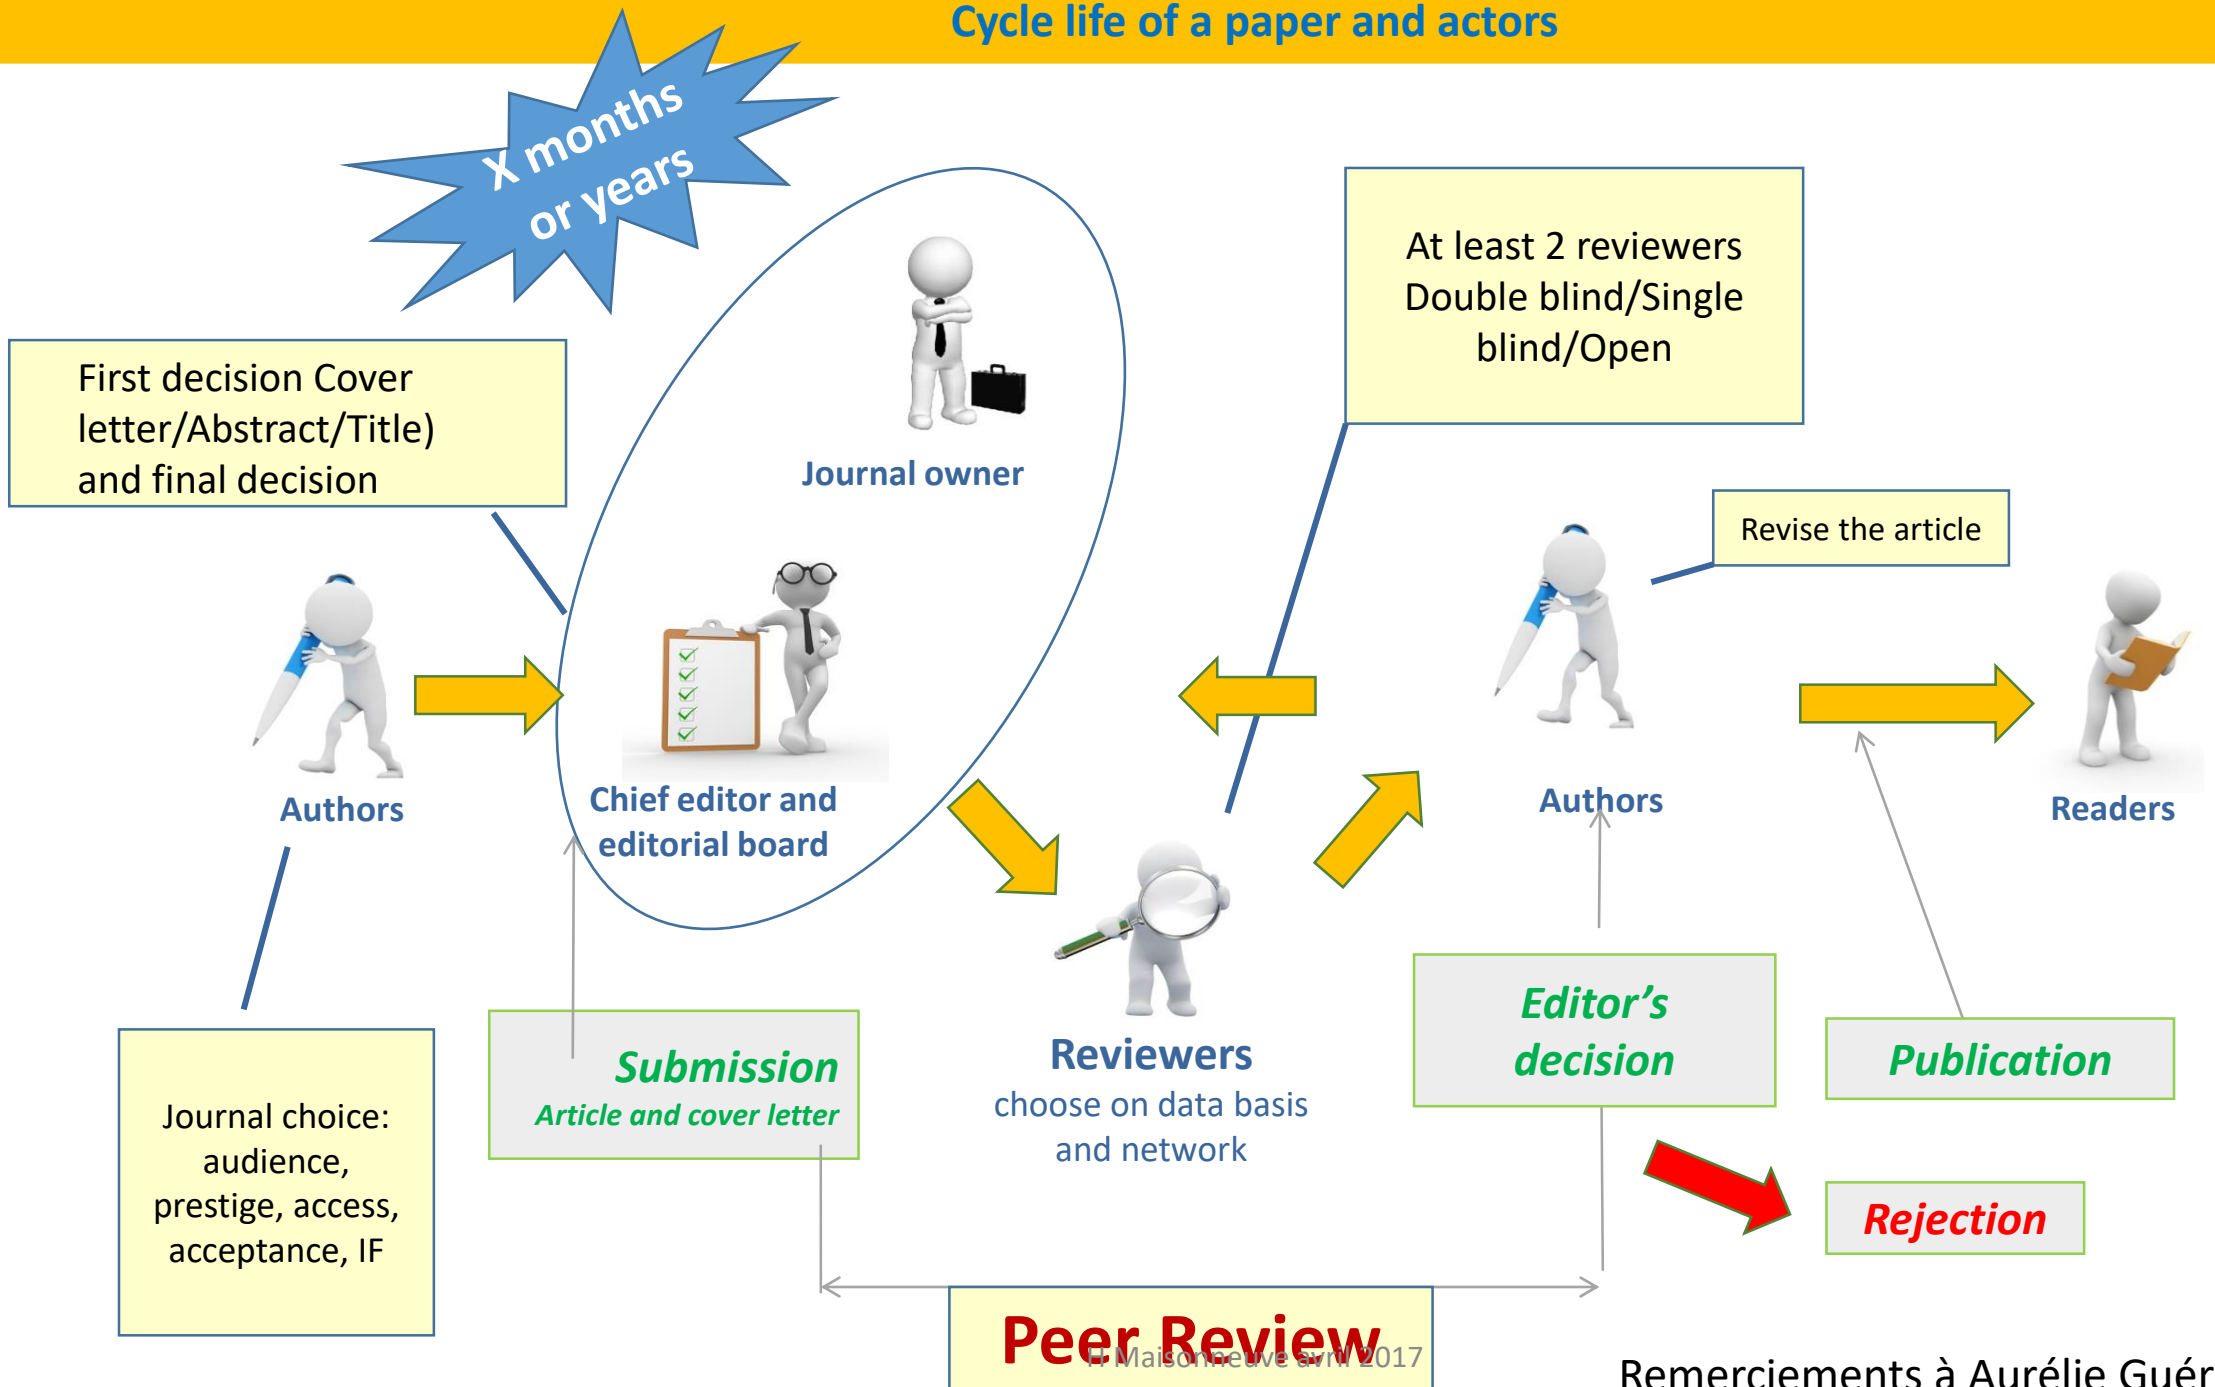 Cycle life of a paper and actors
X months
or years
At least 2 reviewers
Double blind/Single
blind/Open
First decision Cover
letter/Abstract/Title)
and final decision
Journal owner
Revise the article
Authors
Chief editor and
editorial board
Authors
Readers
Reviewers
choose on data basis
and network
Editor's
decision
Submission
Article and cover letter
Publication
Journal choice:
audience,
prestige, access,
acceptance, IF
Rejection
Peer Review
H Maisonneuve avril 2017
Remerciements à Aurélie